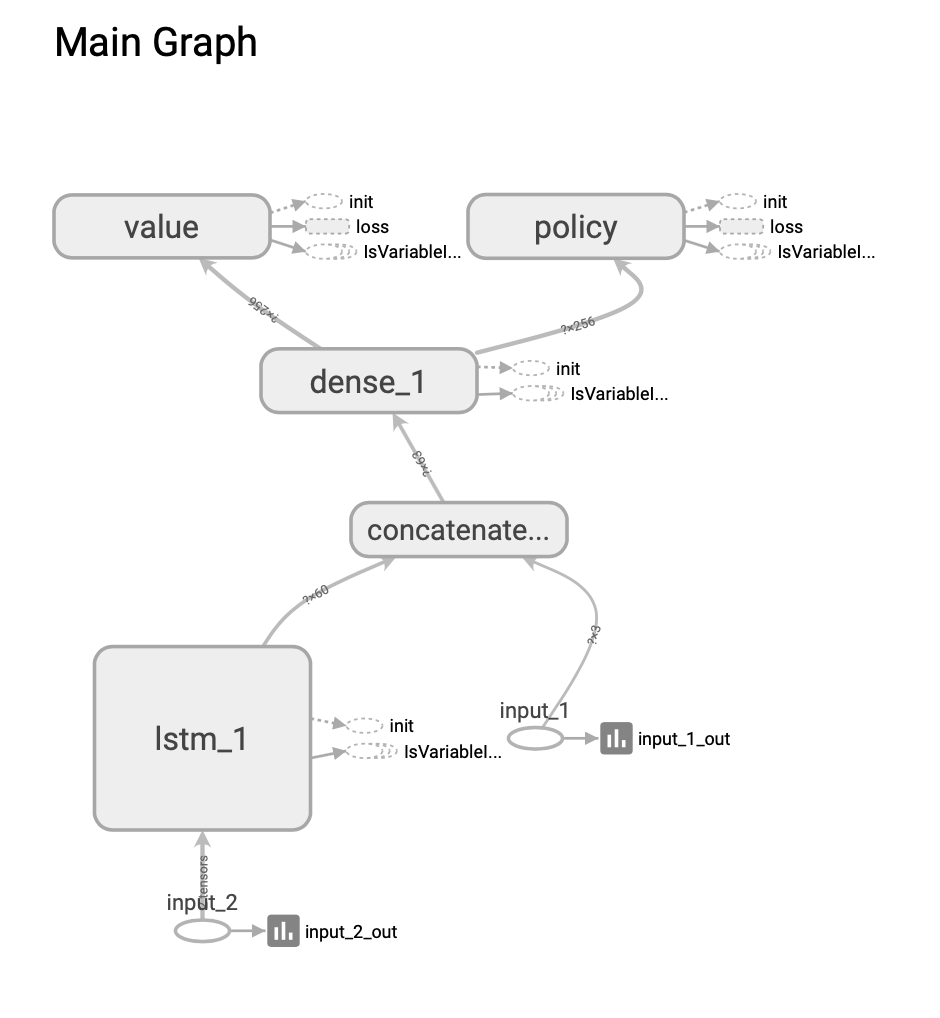 Main Graph
value
init
loss
IsVariableI...
policy
init
loss
IsVariableI...
?×256
?×256
dense_1
init
IsVariableI...
?×63
concatenate...
?×60
?×3
lstm_1
init
IsVariableI...
input_1
input_1_out
tensors
input_2
input_2_out